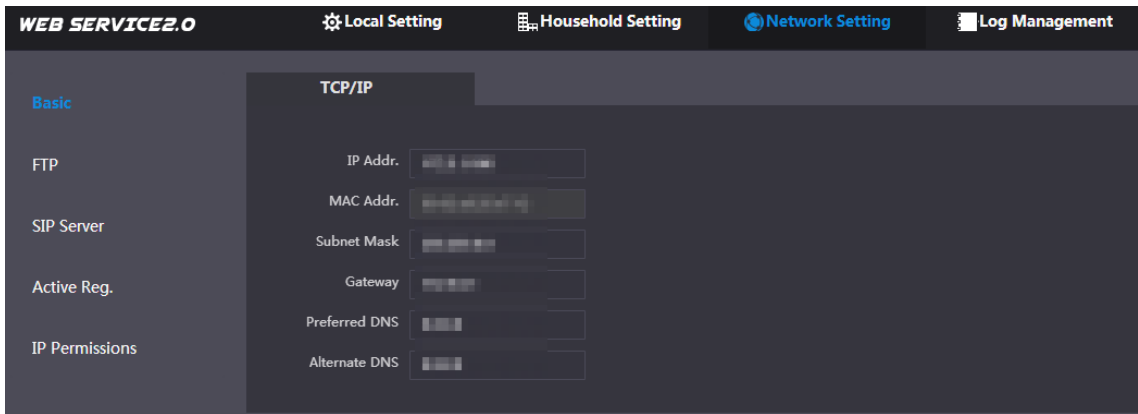 WEB SERVICE2.0 Local Setting Household Setting Network Setting Log Management
TCP/IP
Basic
IP Addr.
FTP
MAC Addr.
SIP Server
Subnet Mask
Active Reg.
Gateway
Preferred DNS
IP Permissions
Alternate DNS